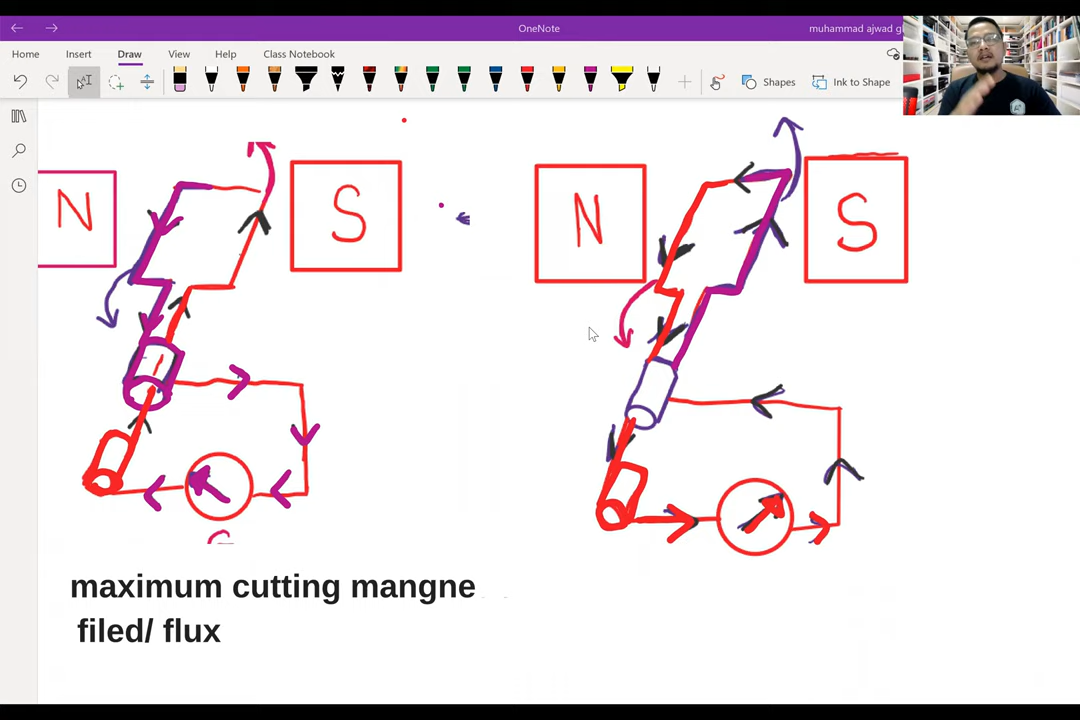 OneNote
muhammad ajwad g
Home Insert Draw View Help Class Notebook
Shapes Ink to Shape
N S N S
maximum cutting mangne
filed/ flux